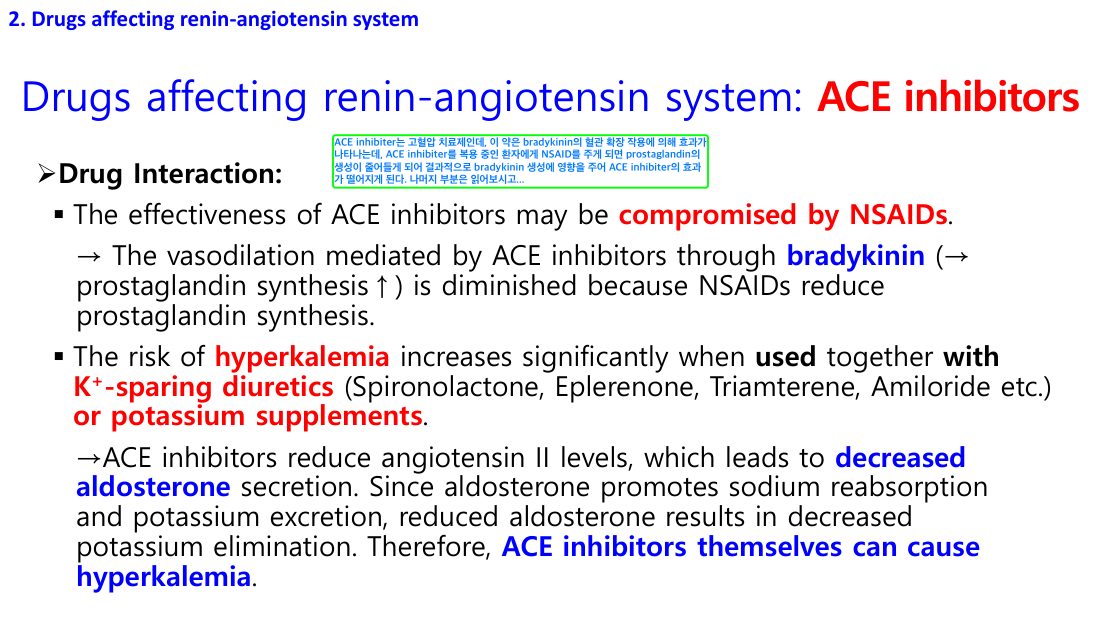 2. Drugs affecting renin-angiotensin system
Drugs affecting renin-angiotensin system: ACE inhibitors
ACE inhibiter는 고혈압 치료제인데, 이 약은 bradykinin의 혈관 확장 작용에 의해 효과가
나타나는데, ACE inhibiter를 복용 중인 환자에게 NSAID를 주게 되면 prostaglandin의
생성이 줄어들게 되어 결과적으로 bradykinin 생성에 영향을 주어 ACE inhibiter의 효과
가 떨어지게 된다. 나머지 부분은 읽어보시고...
➢Drug Interaction:
▪ The effectiveness of ACE inhibitors may be compromised by NSAIDs.
→ The vasodilation mediated by ACE inhibitors through bradykinin (→
prostaglandin synthesis↑) is diminished because NSAIDs reduce
prostaglandin synthesis.
▪ The risk of hyperkalemia increases significantly when used together with
K⁺-sparing diuretics (Spironolactone, Eplerenone, Triamterene, Amiloride etc.)
or potassium supplements.
→ACE inhibitors reduce angiotensin II levels, which leads to decreased
aldosterone secretion. Since aldosterone promotes sodium reabsorption
and potassium excretion, reduced aldosterone results in decreased
potassium elimination. Therefore, ACE inhibitors themselves can cause
hyperkalemia.